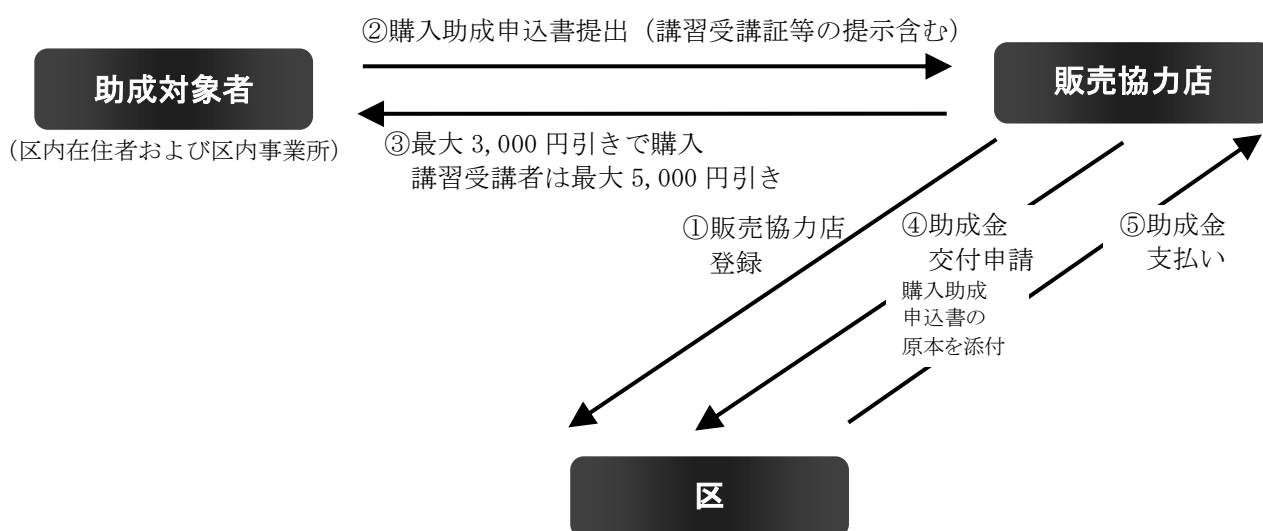 ②購入助成申込書提出（講習受講証等の提示含む）
助成対象者
販売協力店
（区内在住者および区内事業所）
③最大 3,000 円引きで購入
講習受講者は最大 5,000 円引き
①販売協力店
登録
④助成金
交付申請
購入助成
申込書の
原本を添付
⑤助成金
支払い
区